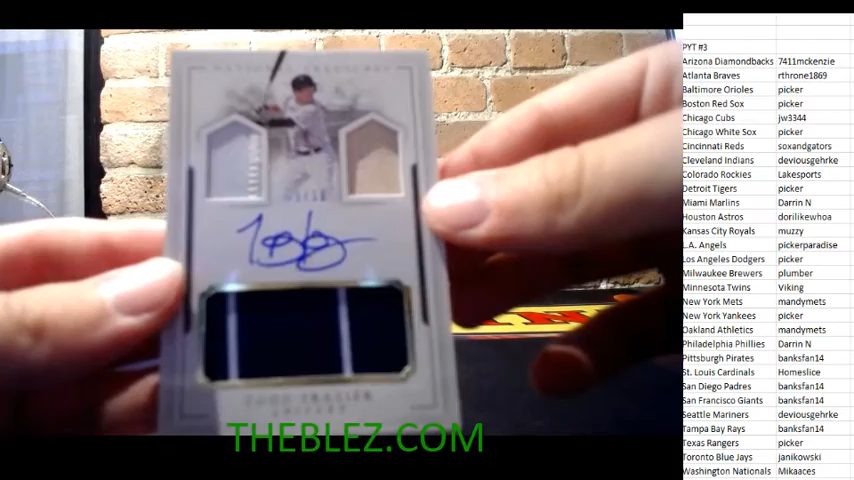 TODD FRAZIER
THEBLEZ.COM
PYT #3
Arizona Diamondbacks 7411mckenzie
Atlanta Braves rthrone1869
Baltimore Orioles picker
Boston Red Sox picker
Chicago Cubs jw3344
Chicago White Sox picker
Cincinnati Reds soxandgators
Cleveland Indians deviousgehrke
Colorado Rockies Lakesports
Detroit Tigers picker
Miami Marlins Darrin N
Houston Astros dorilikewhoa
Kansas City Royals muzzy
L.A. Angels pickerparadise
Los Angeles Dodgers picker
Milwaukee Brewers plumber
Minnesota Twins Viking
New York Mets mandymets
New York Yankees picker
Oakland Athletics mandymets
Philadelphia Phillies Darrin N
Pittsburgh Pirates banksfan14
St. Louis Cardinals Homeslice
San Diego Padres banksfan14
San Francisco Giants banksfan14
Seattle Mariners deviousgehrke
Tampa Bay Rays banksfan14
Texas Rangers picker
Toronto Blue Jays janikowski
Washington Nationals Mikaaces